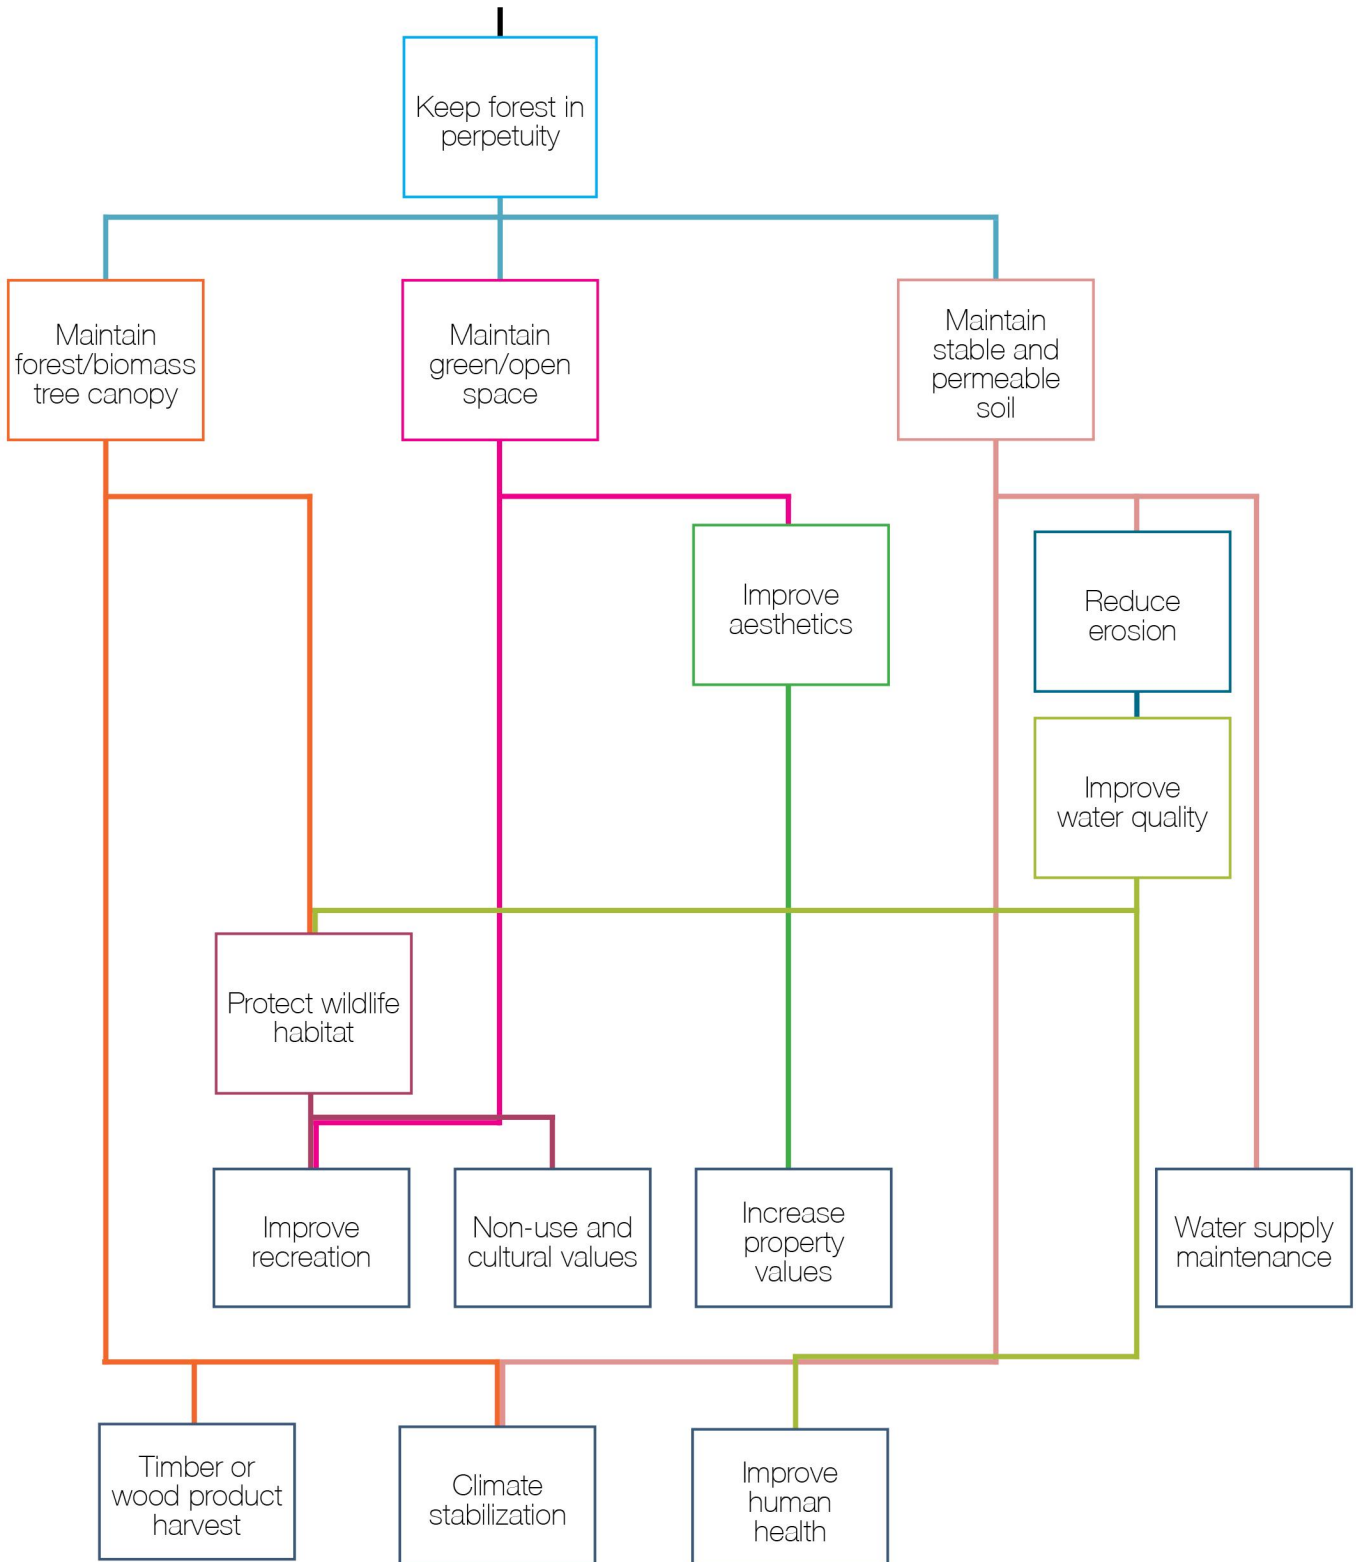 Keep forest in
perpetuity
Maintain
forest/biomass
tree canopy
Maintain
green/open
space
Maintain
stable and
permeable
soil
Improve
aesthetics
Reduce
erosion
Improve
water quality
Protect wildlife
habitat
Improve
recreation
Non-use and
cultural values
Increase
property
values
Water supply
maintenance
Timber or
wood product
harvest
Climate
stabilization
Improve
human
health